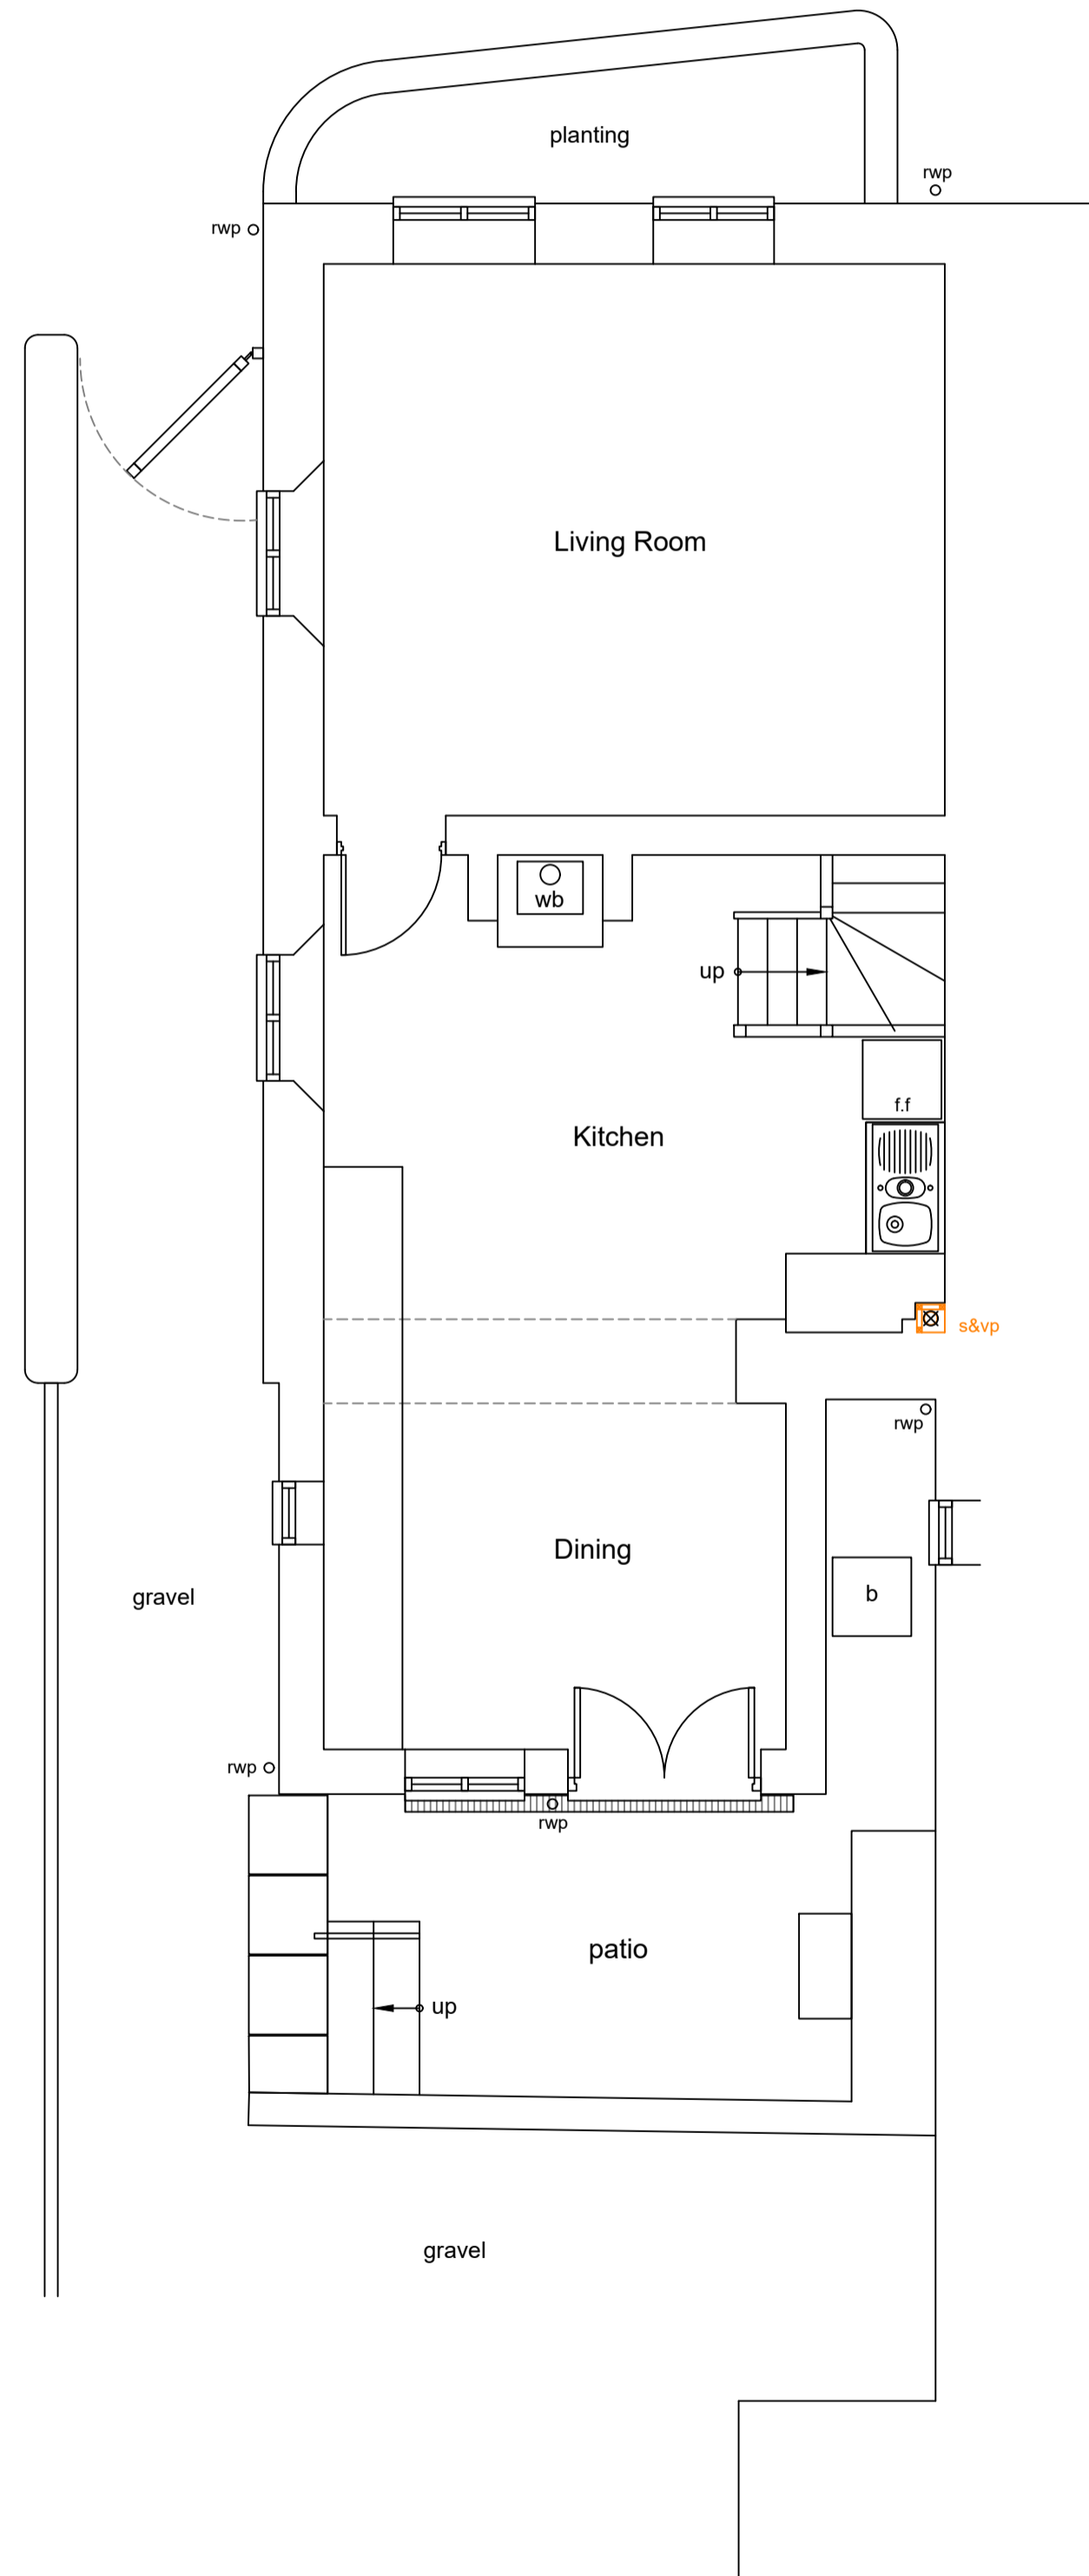 planting
rwp
rwp
Living Room
wb
up
f.f
Kitchen
s&vp
rwp
Dining
b
gravel
rwp
rwp
patio
up
gravel